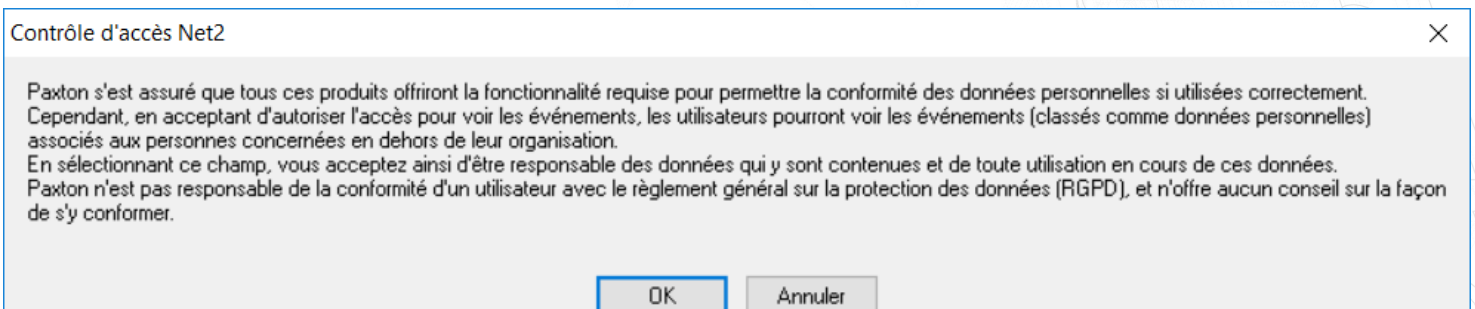 Contrôle d'accès Net2
Paxton s'est assuré que tous ces produits offriront la fonctionnalité requise pour permettre la conformité des données personnelles si utilisées correctement.
Cependant, en acceptant d'autoriser l'accès pour voir les événements, les utilisateurs pourront voir les événements (classés comme données personnelles)
associés aux personnes concernées en dehors de leur organisation.
En sélectionnant ce champ, vous acceptez ainsi d'être responsable des données qui y sont contenues et de toute utilisation en cours de ces données.
Paxton n'est pas responsable de la conformité d'un utilisateur avec le règlement général sur la protection des données (RGPD), et n'offre aucun conseil sur la façon
de s'y conformer.
OK Annuler